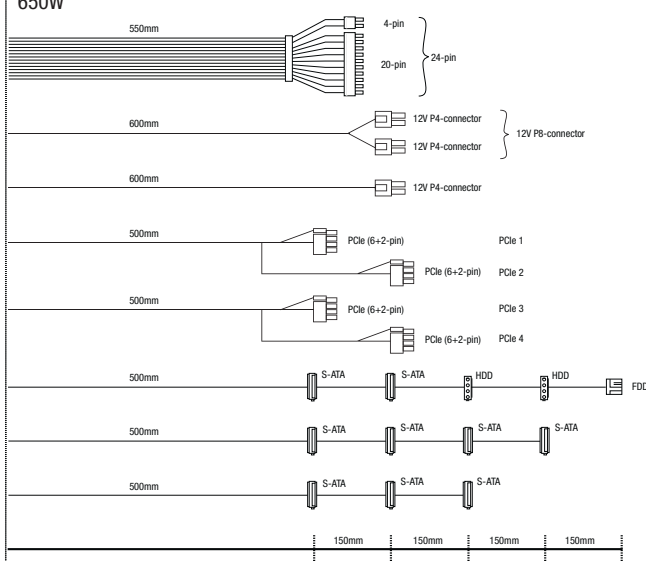 650W
550mm
4-pin
20-pin
24-pin
600mm
12V P4-connector
12V P4-connector
12V P8-connector
600mm
12V P4-connector
500mm
PCIe (6+2-pin)
PCIe 1
PCIe (6+2-pin)
PCIe 2
500mm
PCIe (6+2-pin)
PCIe 3
PCIe (6+2-pin)
PCIe 4
500mm
S-ATA
S-ATA
HDD
HDD
FDD
500mm
S-ATA
S-ATA
S-ATA
S-ATA
500mm
S-ATA
S-ATA
S-ATA
150mm
150mm
150mm
150mm